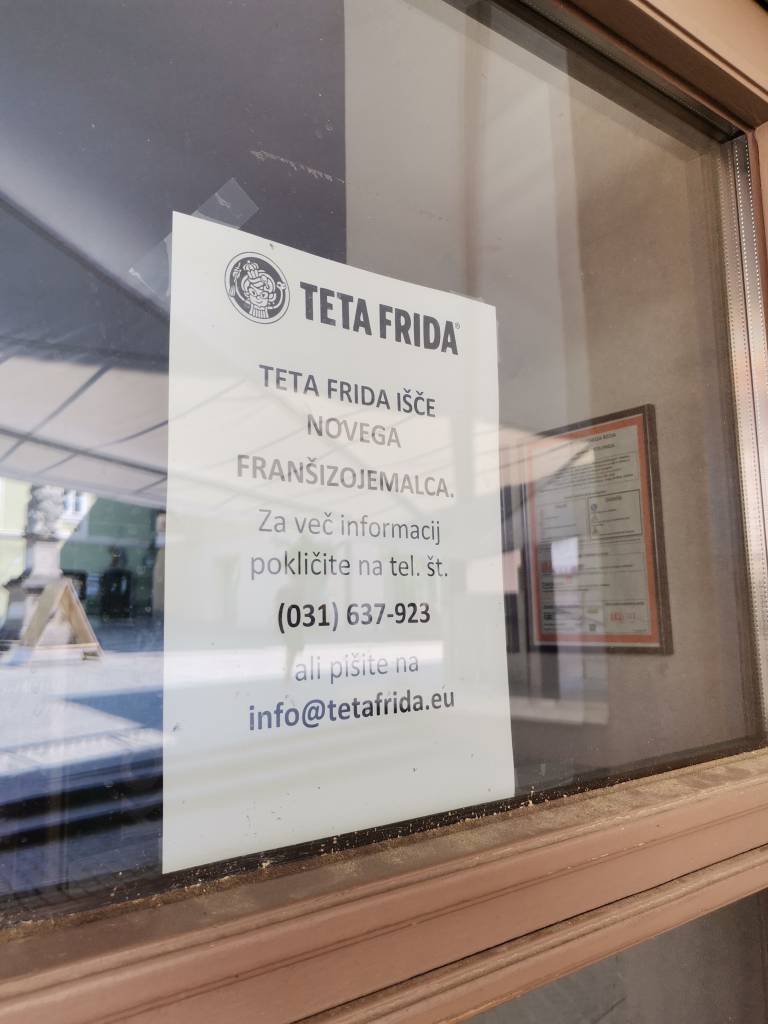 TETA FRIDA®
TETA FRIDA IŠČE
NOVEGA
FRANŠIZOJEMALCA.
Za več informacij
pokličite na tel. št.
(031) 637-923
ali pišite na
info@tetafrida.eu